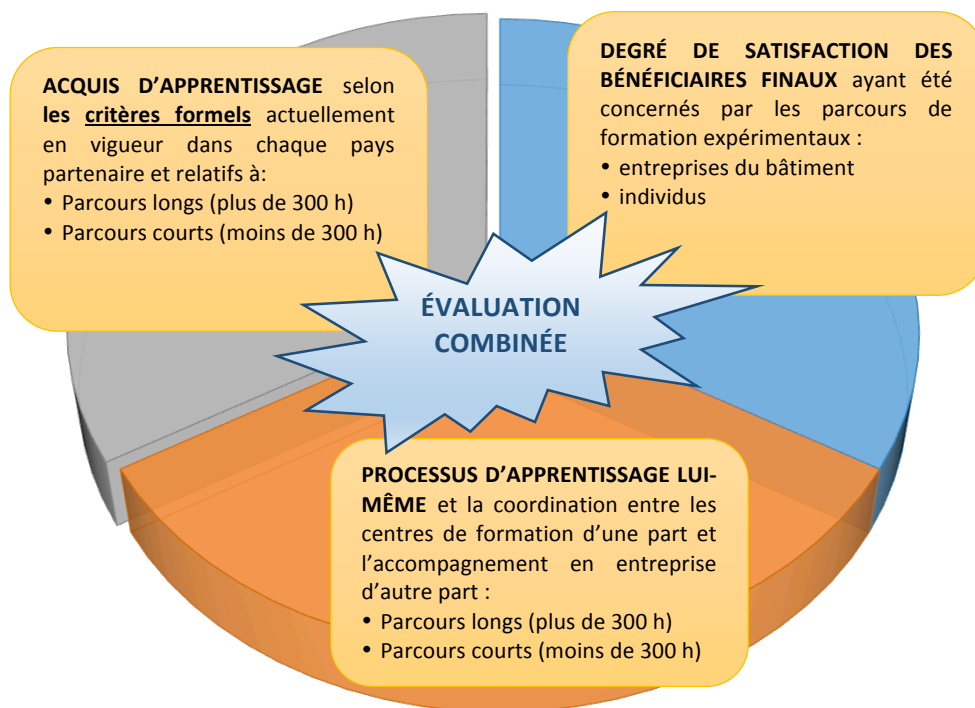 ACQUIS D'APPRENTISSAGE selon
les critères formels actuellement
en vigueur dans chaque pays
partenaire et relatifs à:
• Parcours longs (plus de 300 h)
• Parcours courts (moins de 300 h)
DEGRÉ DE SATISFACTION DES
BÉNÉFICIAIRES FINAUX ayant été
concernés par les parcours de
formation expérimentaux :
• entreprises du bâtiment
• individus
ÉVALUATION
COMBINÉE
PROCESSUS D'APPRENTISSAGE LUI-
MÊME et la coordination entre les
centres de formation d'une part et
l'accompagnement en entreprise
d'autre part :
• Parcours longs (plus de 300 h)
• Parcours courts (moins de 300 h)